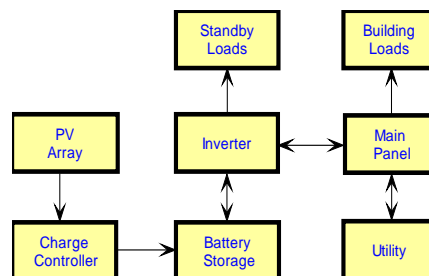 Standby
Loads
Building
Loads
PV
Array
Inverter
Main
Panel
Charge
Controller
Battery
Storage
Utility